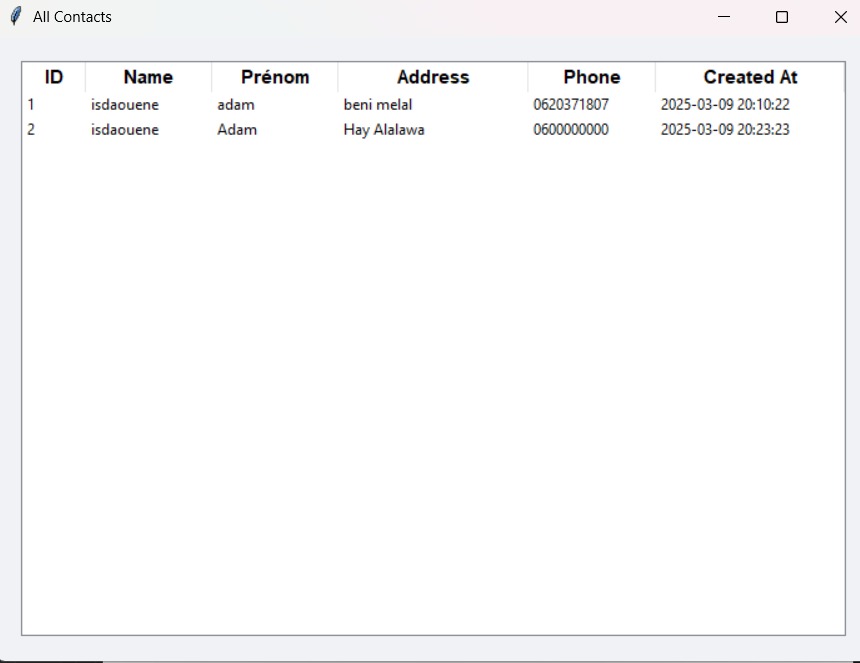 All Contacts
ID Name Prénom Address Phone Created At
1 isdaouene adam beni melal 0620371807 2025-03-09 20:10:22
2 isdaouene Adam Hay Alalawa 0600000000 2025-03-09 20:23:23